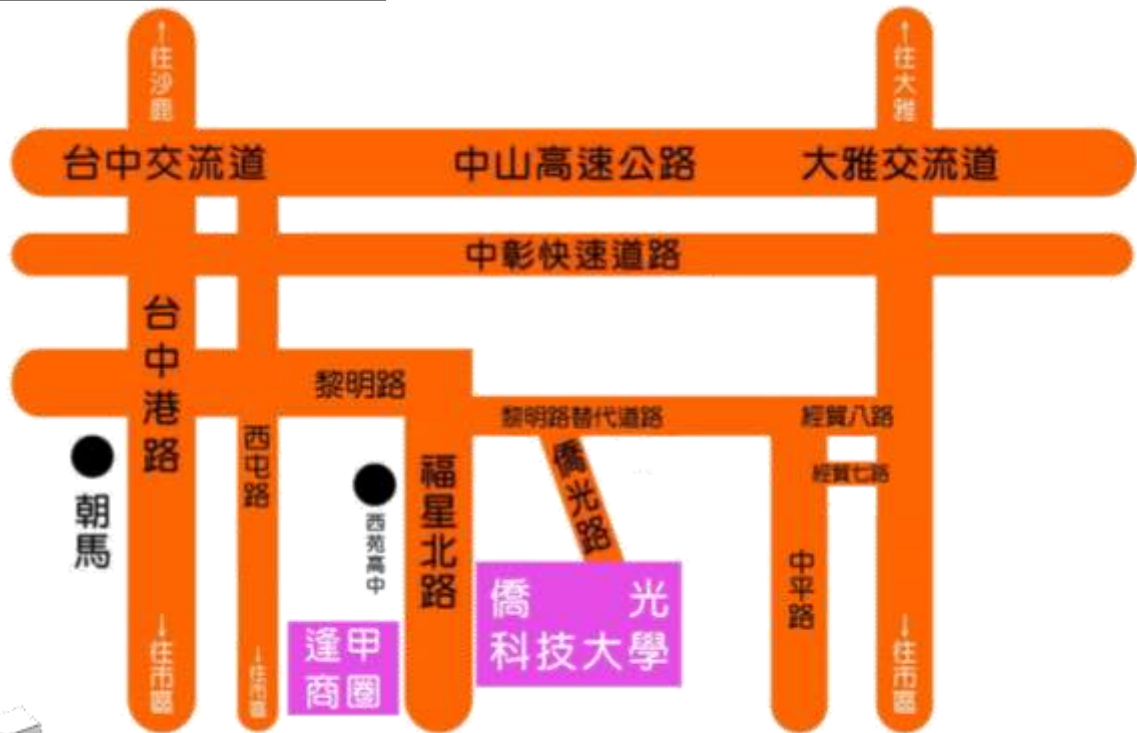 ↑往沙鹿
↑往大雅
台中交流道
中山高速公路
大雅交流道
中彰快速道路
台中港路
黎明路
黎明路替代道路
經貿八路
西屯路
僑光路
經貿七路
福星北路
朝馬
西苑高中
中平路
僑光
科技大學
逢甲
商圈
↓往市區
↓往市區
↓往市區